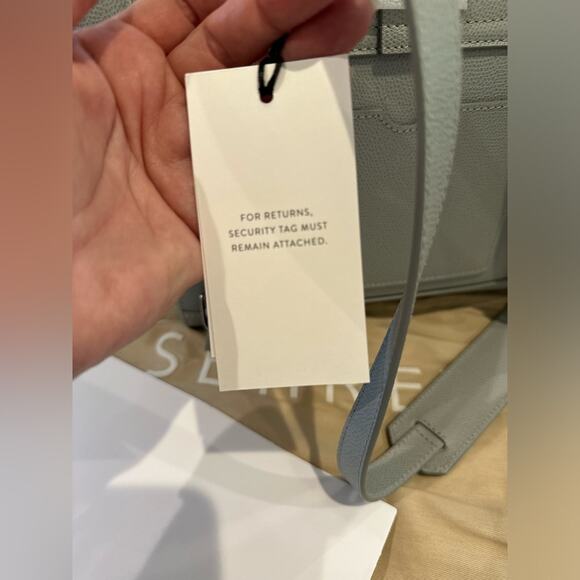 FOR RETURNS,
SECURITY TAG MUST
REMAIN ATTACHED.